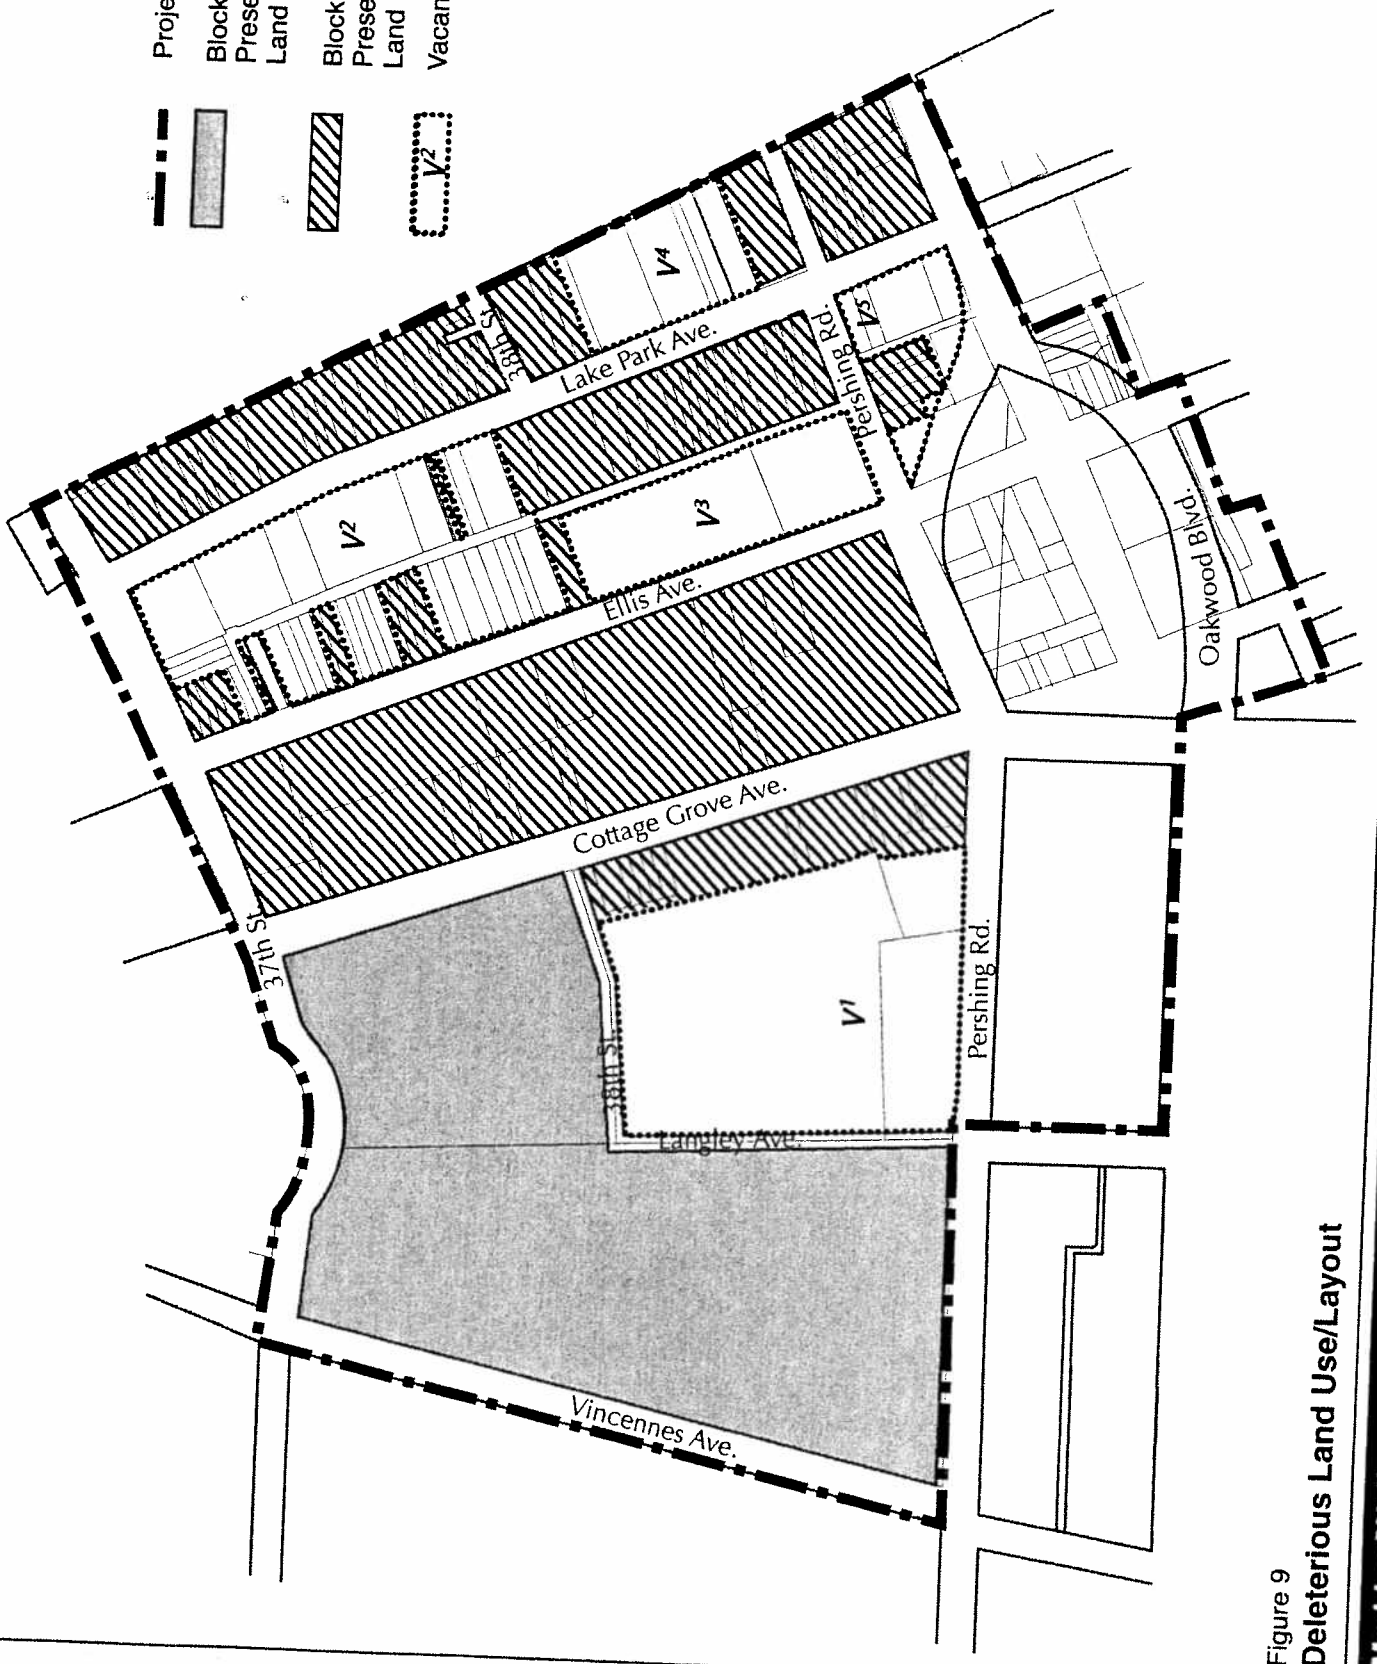 Proje
Block
Prese
Land
Block
Prese
Land
V²
Vacan
37th St.
38th St.
Lake Park Ave.
V⁴
V²
Pershing Rd.
V⁵
V³
Ellis Ave.
Cottage Grove Ave.
Oakwood Blvd.
38th St.
V¹
Langley Ave.
Pershing Rd.
Vincennes Ave.
Figure 9
Deleterious Land Use/Layout